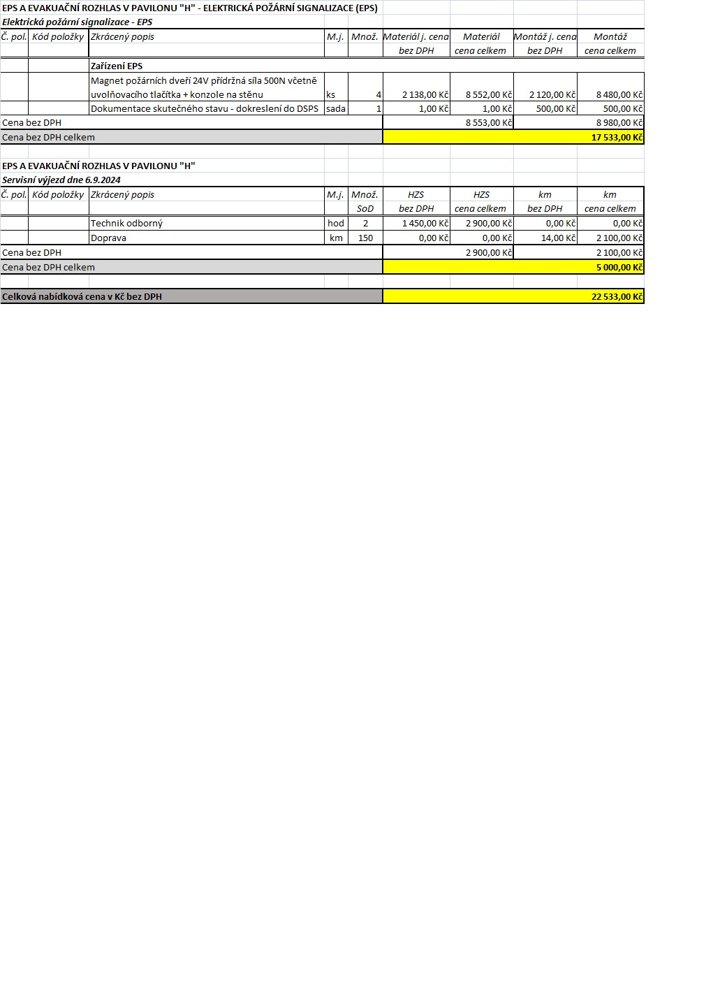 EPS A EVAKUAČNÍ ROZHLAS V PAVILONU "H" - ELEKTRICKÁ POŽÁRNÍ SIGNALIZACE (EPS)
Elektrická požární signalizace - EPS
Č. pol. Kód položky Zkrácený popis M.j. Množ. Materiál j. cena Materiál Montáž j. cena Montáž
bez DPH cena celkem bez DPH cena celkem
Zařízení EPS
Magnet požárních dveří 24V přídržná síla 500N včetně
uvolňovacího tlačítka + konzole na stěnu ks 4 2 138,00 Kč 8 552,00 Kč 2 120,00 Kč 8 480,00 Kč
Dokumentace skutečného stavu - dokreslení do DSPS sada 1 1,00 Kč 1,00 Kč 500,00 Kč 500,00 Kč
Cena bez DPH 8 553,00 Kč 8 980,00 Kč
Cena bez DPH celkem 17 533,00 Kč
EPS A EVAKUAČNÍ ROZHLAS V PAVILONU "H"
Servisní výjezd dne 6.9.2024
Č. pol. Kód položky Zkrácený popis M.j. Množ. HZS HZS km km
SoD bez DPH cena celkem bez DPH cena celkem
Technik odborný hod 2 1 450,00 Kč 2 900,00 Kč 0,00 Kč 0,00 Kč
Doprava km 150 0,00 Kč 0,00 Kč 14,00 Kč 2 100,00 Kč
Cena bez DPH 2 900,00 Kč 2 100,00 Kč
Cena bez DPH celkem 5 000,00 Kč
Celková nabídková cena v Kč bez DPH 22 533,00 Kč